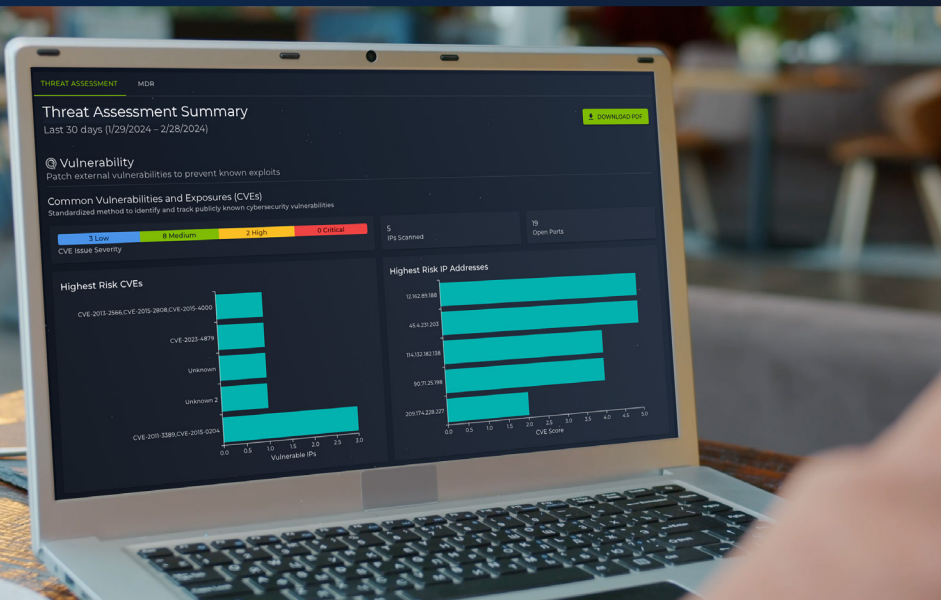 THREAT ASSESSMENT MDR
Threat Assessment Summary
Last 30 days (1/29/2024 – 2/28/2024)
DOWNLOAD PDF
Vulnerability
Patch external vulnerabilities to prevent known exploits
Common Vulnerabilities and Exposures (CVEs)
Standardized method to identify and track publicly known cybersecurity vulnerabilities
3 Low 8 Medium 2 High 0 Critical
CVE Issue Severity
5
IPs Scanned
19
Open Ports
Highest Risk CVEs
CVE-2013-2566,CVE-2015-2808,CVE-2015-4000
CVE-2023-4879
Unknown
Unknown 2
CVE-2011-3389,CVE-2015-0204
0.0 0.5 1.0 1.5 2.0 2.5 3.0
Vulnerable IPs
Highest Risk IP Addresses
12.162.89.188
45.4.231.203
114.132.182.138
90.71.25.198
209.174.228.227
0.0 0.5 1.0 1.5 2.0 2.5 3.0 3.5 4.0 4.5 5.0
CVE Score